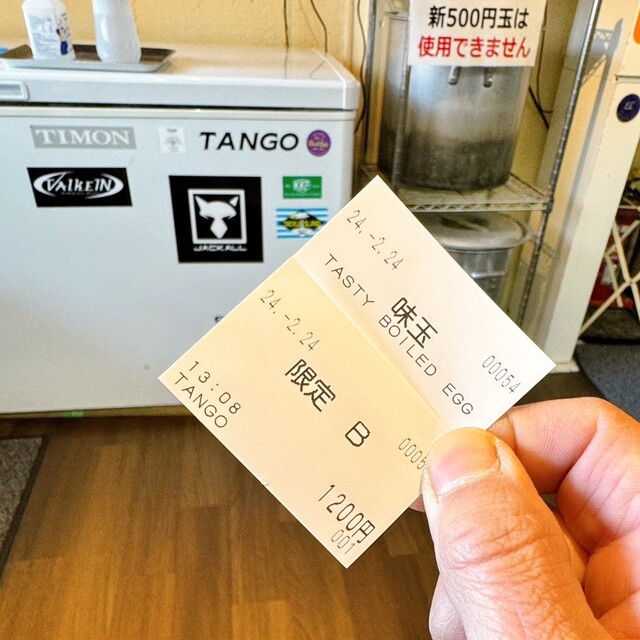 新500円玉は
使用できません
TIMON
TANGO
VALKEIN
JACKALL
24.-2.24
味玉
TASTY BOILED EGG
00054
24.-2.24
限定 B
13:08
TANGO
1200円
001